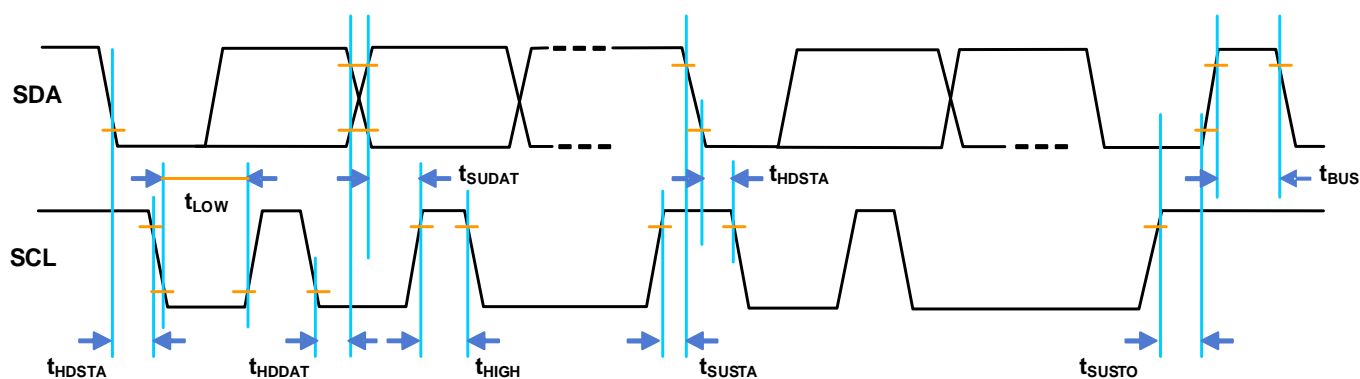 SDA
tSUDAT
tHDSTA
tBUS
tLOW
SCL
tHDSTA
tHDDAT
tHIGH
tSUSTA
tSUSTO